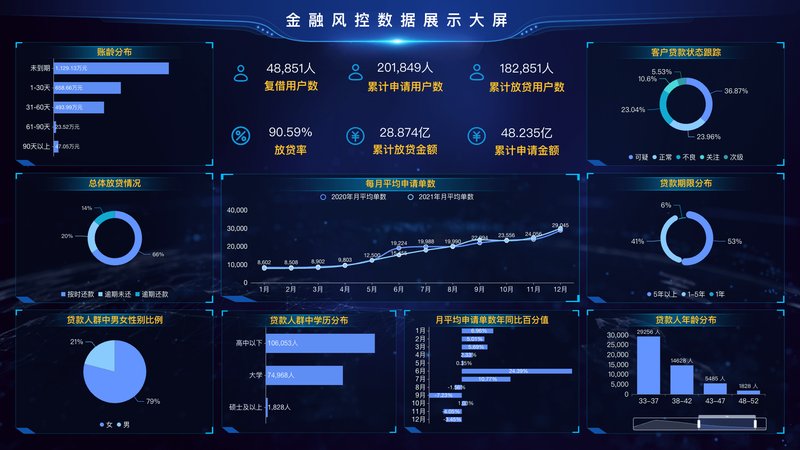 金融风控数据展示大屏
账龄分布
未到期 1,129.13万元
1-30天 658.66万元
31-60天 493.99万元
61-90天 23.52万元
90天以上 47.05万元
48,851人
复借用户数
201,849人
累计申请用户数
182,851人
累计放贷用户数
90.59%
放贷率
28.874亿
累计放贷金额
48.235亿
累计申请金额
客户贷款状态跟踪
5.53%
10.6%
36.87%
23.04%
23.96%
可疑 正常 不良 关注 次级
总体放贷情况
14%
20%
66%
按时还款 逾期未还 逾期还款
每月平均申请单数
2020年月平均单数 2021年月平均单数
40,000
30,000
20,000
10,000
0
8,602 8,508 8,902 9,803 12,500 19,224 19,988 19,990 22,094 23,556 24,056 29,045
1月 2月 3月 4月 5月 6月 7月 8月 9月 10月 11月 12月
贷款期限分布
6%
41%
53%
5年以上 1-5年 1年
贷款人群中男女性别比例
21%
79%
女 男
贷款人群中学历分布
高中以下 106,053人
大学 74,968人
硕士及以上 1,828人
月平均申请单数年同比百分值
1月 6.96%
2月 5.01%
3月 5.69%
4月
5月
6月 24.39%
7月 10.77%
8月
9月 -7.23%
10月
11月
12月 -3.45%
贷款人年龄分布
30,000
25,000
20,000
15,000
10,000
5,000
0
29256 人
14628 人
5485 人
1828 人
33-37 38-42 43-47 48-52